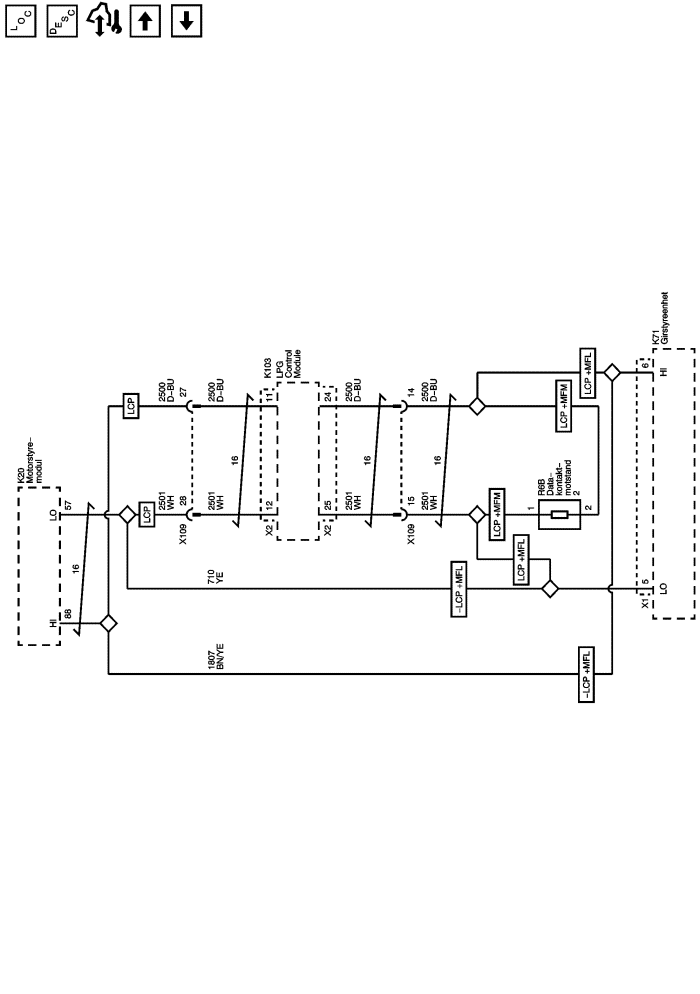 LOC
DESC
K20
Motorstyre–
modul
LO
57
HI
88
16
LCP
LCP
2500
D–BU
27
2500
D–BU
2501
WH
28
X109
2501
WH
16
K103
LPG
Control
Module
11
12
X2
24
25
X2
2500
D–BU
2501
WH
16
14
15
X109
2500
D–BU
2501
WH
16
710
YE
1807
BN/YE
–LCP +MFL
LCP +MFM
LCP +MFL
1
R6B
Data–
kontakt–
motstand
2
2
LCP +MFM
LCP +MFL
–LCP +MFL
K71
Girstyreenhet
6
HI
X1
5
LO